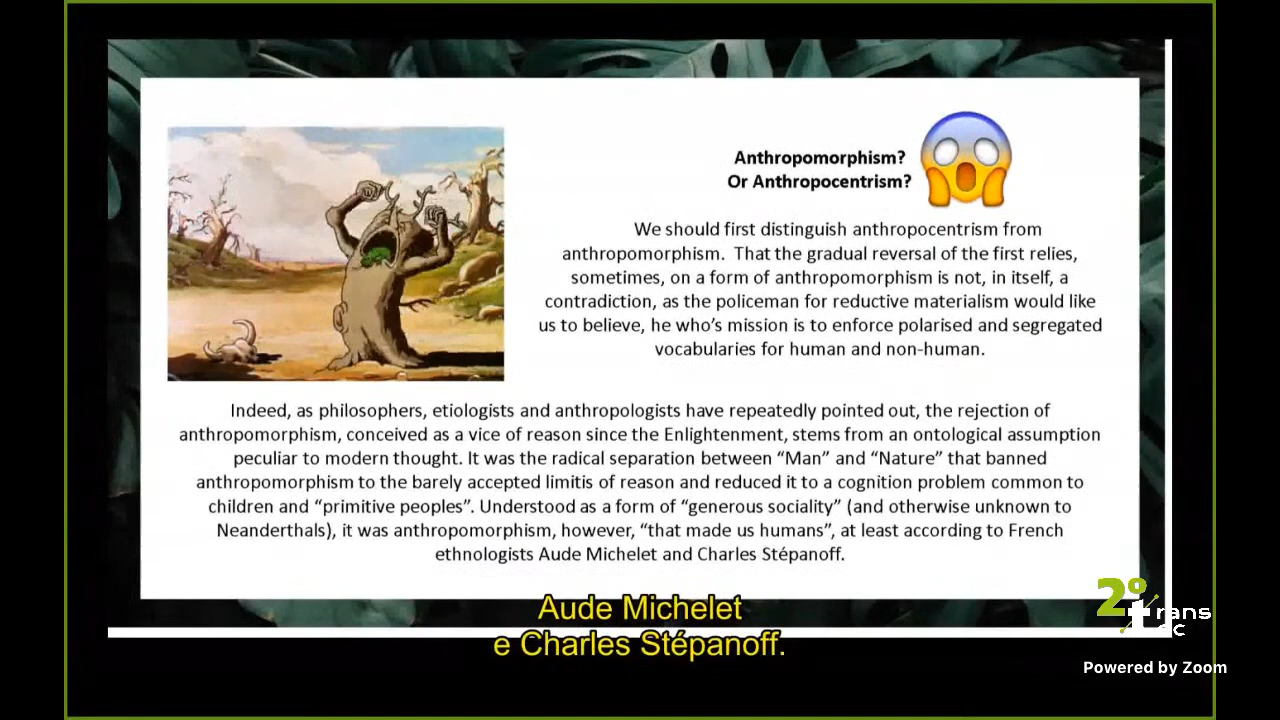 Anthropomorphism?
Or Anthropocentrism?
We should first distinguish anthropocentrism from
anthropomorphism. That the gradual reversal of the first relies,
sometimes, on a form of anthropomorphism is not, in itself, a
contradiction, as the policeman for reductive materialism would like
us to believe, he who’s mission is to enforce polarised and segregated
vocabularies for human and non-human.
Indeed, as philosophers, etiologists and anthropologists have repeatedly pointed out, the rejection of
anthropomorphism, conceived as a vice of reason since the Enlightenment, stems from an ontological assumption
peculiar to modern thought. It was the radical separation between “Man” and “Nature” that banned
anthropomorphism to the barely accepted limitis of reason and reduced it to a cognition problem common to
children and “primitive peoples”. Understood as a form of “generous sociality” (and otherwise unknown to
Neanderthals), it was anthropomorphism, however, “that made us humans”, at least according to French
ethnologists Aude Michelet and Charles Stépanoff.
Aude Michelet
e Charles Stépanoff.
2º
trans
Powered by Zoom